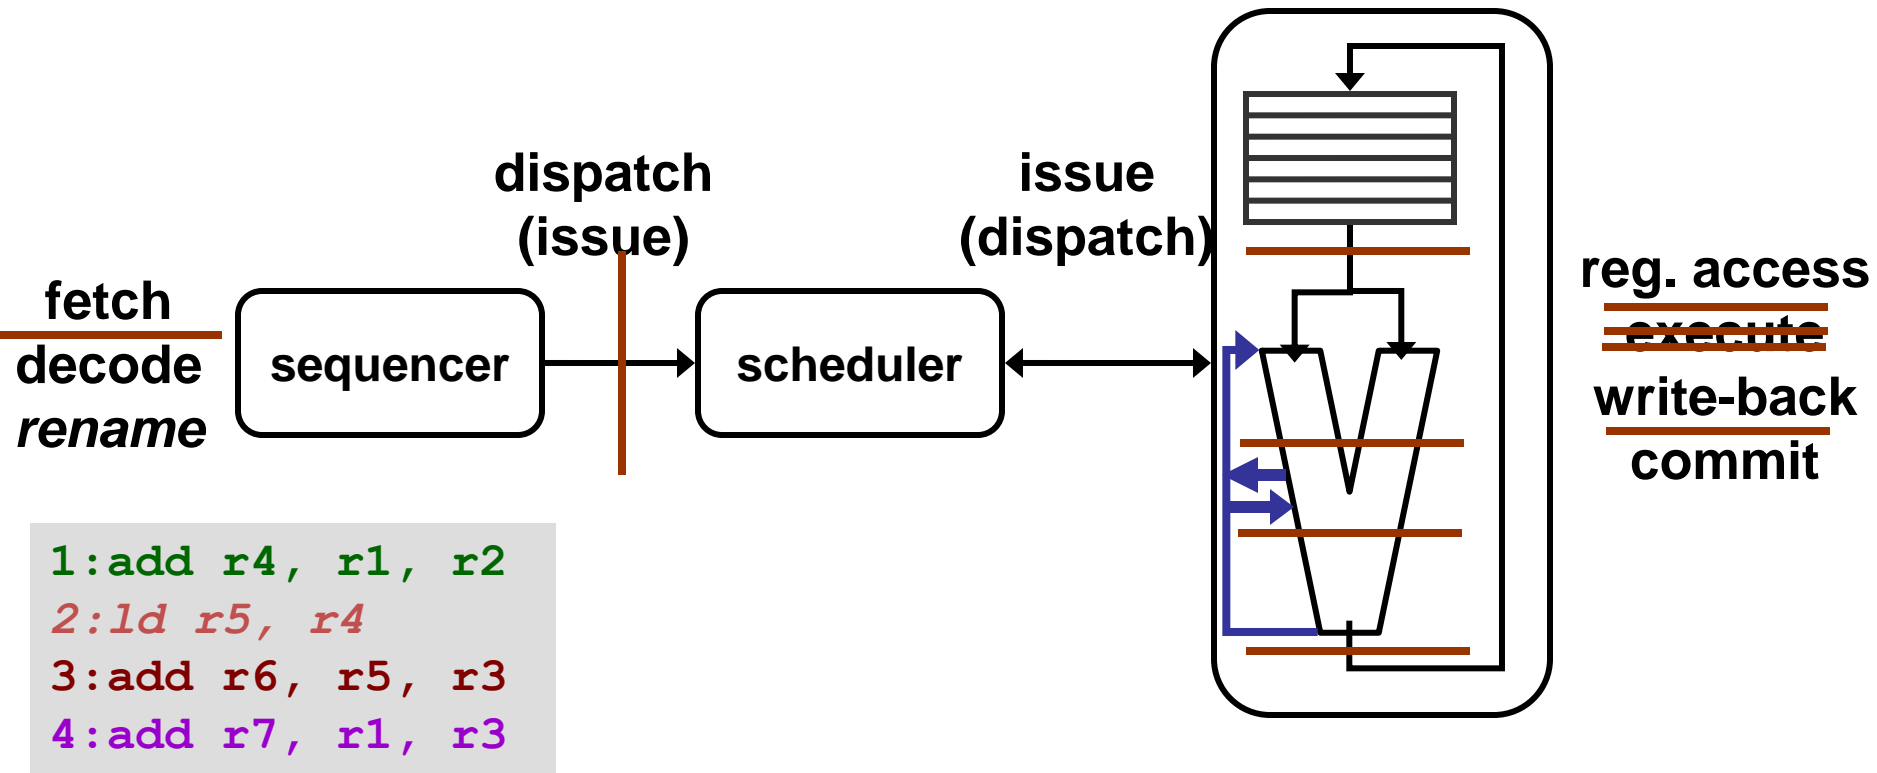 dispatch
(issue)
issue
(dispatch)
fetch
decode
rename
sequencer
scheduler
reg. access
execute
write-back
commit
1:add r4, r1, r2
2:ld r5, r4
3:add r6, r5, r3
4:add r7, r1, r3